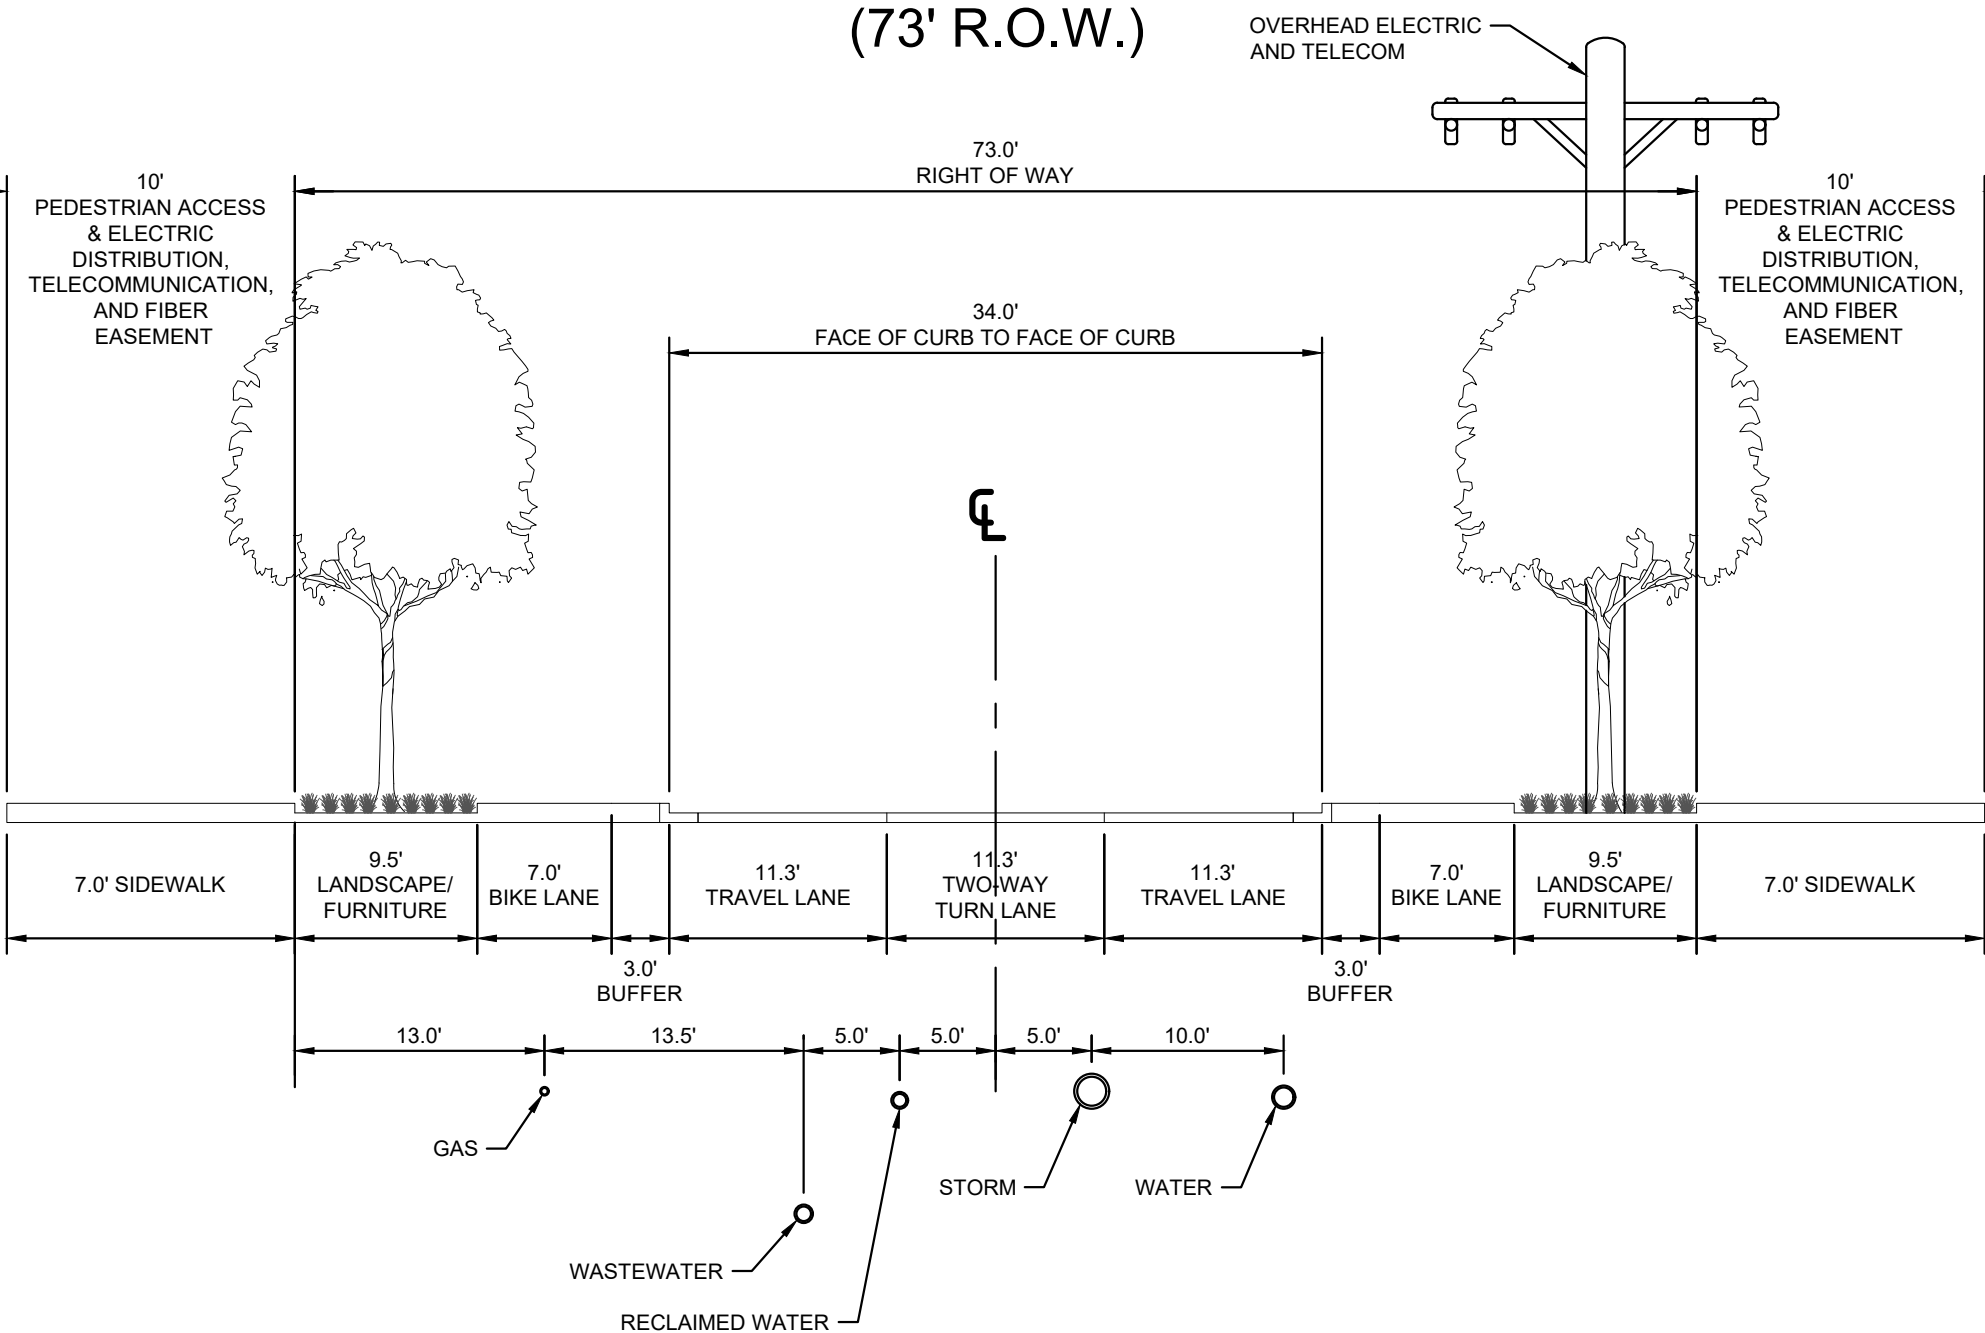 (73' R.O.W.)
OVERHEAD ELECTRIC
AND TELECOM
73.0'
RIGHT OF WAY
10'
PEDESTRIAN ACCESS
& ELECTRIC
DISTRIBUTION,
TELECOMMUNICATION,
AND FIBER
EASEMENT
10'
PEDESTRIAN ACCESS
& ELECTRIC
DISTRIBUTION,
TELECOMMUNICATION,
AND FIBER
EASEMENT
34.0'
FACE OF CURB TO FACE OF CURB
CL
7.0' SIDEWALK
9.5'
LANDSCAPE/
FURNITURE
7.0'
BIKE LANE
11.3'
TRAVEL LANE
11.3'
TWO-WAY
TURN LANE
11.3'
TRAVEL LANE
7.0'
BIKE LANE
9.5'
LANDSCAPE/
FURNITURE
7.0' SIDEWALK
3.0'
BUFFER
3.0'
BUFFER
13.0'
13.5'
5.0'
5.0'
5.0'
10.0'
GAS
STORM
WATER
WASTEWATER
RECLAIMED WATER